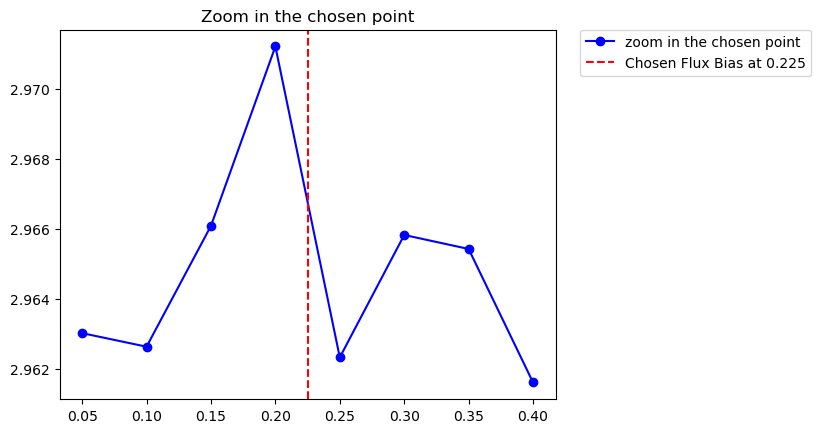 Zoom in the chosen point
zoom in the chosen point
Chosen Flux Bias at 0.225
2.970
2.968
2.966
2.964
2.962
0.05 0.10 0.15 0.20 0.25 0.30 0.35 0.40